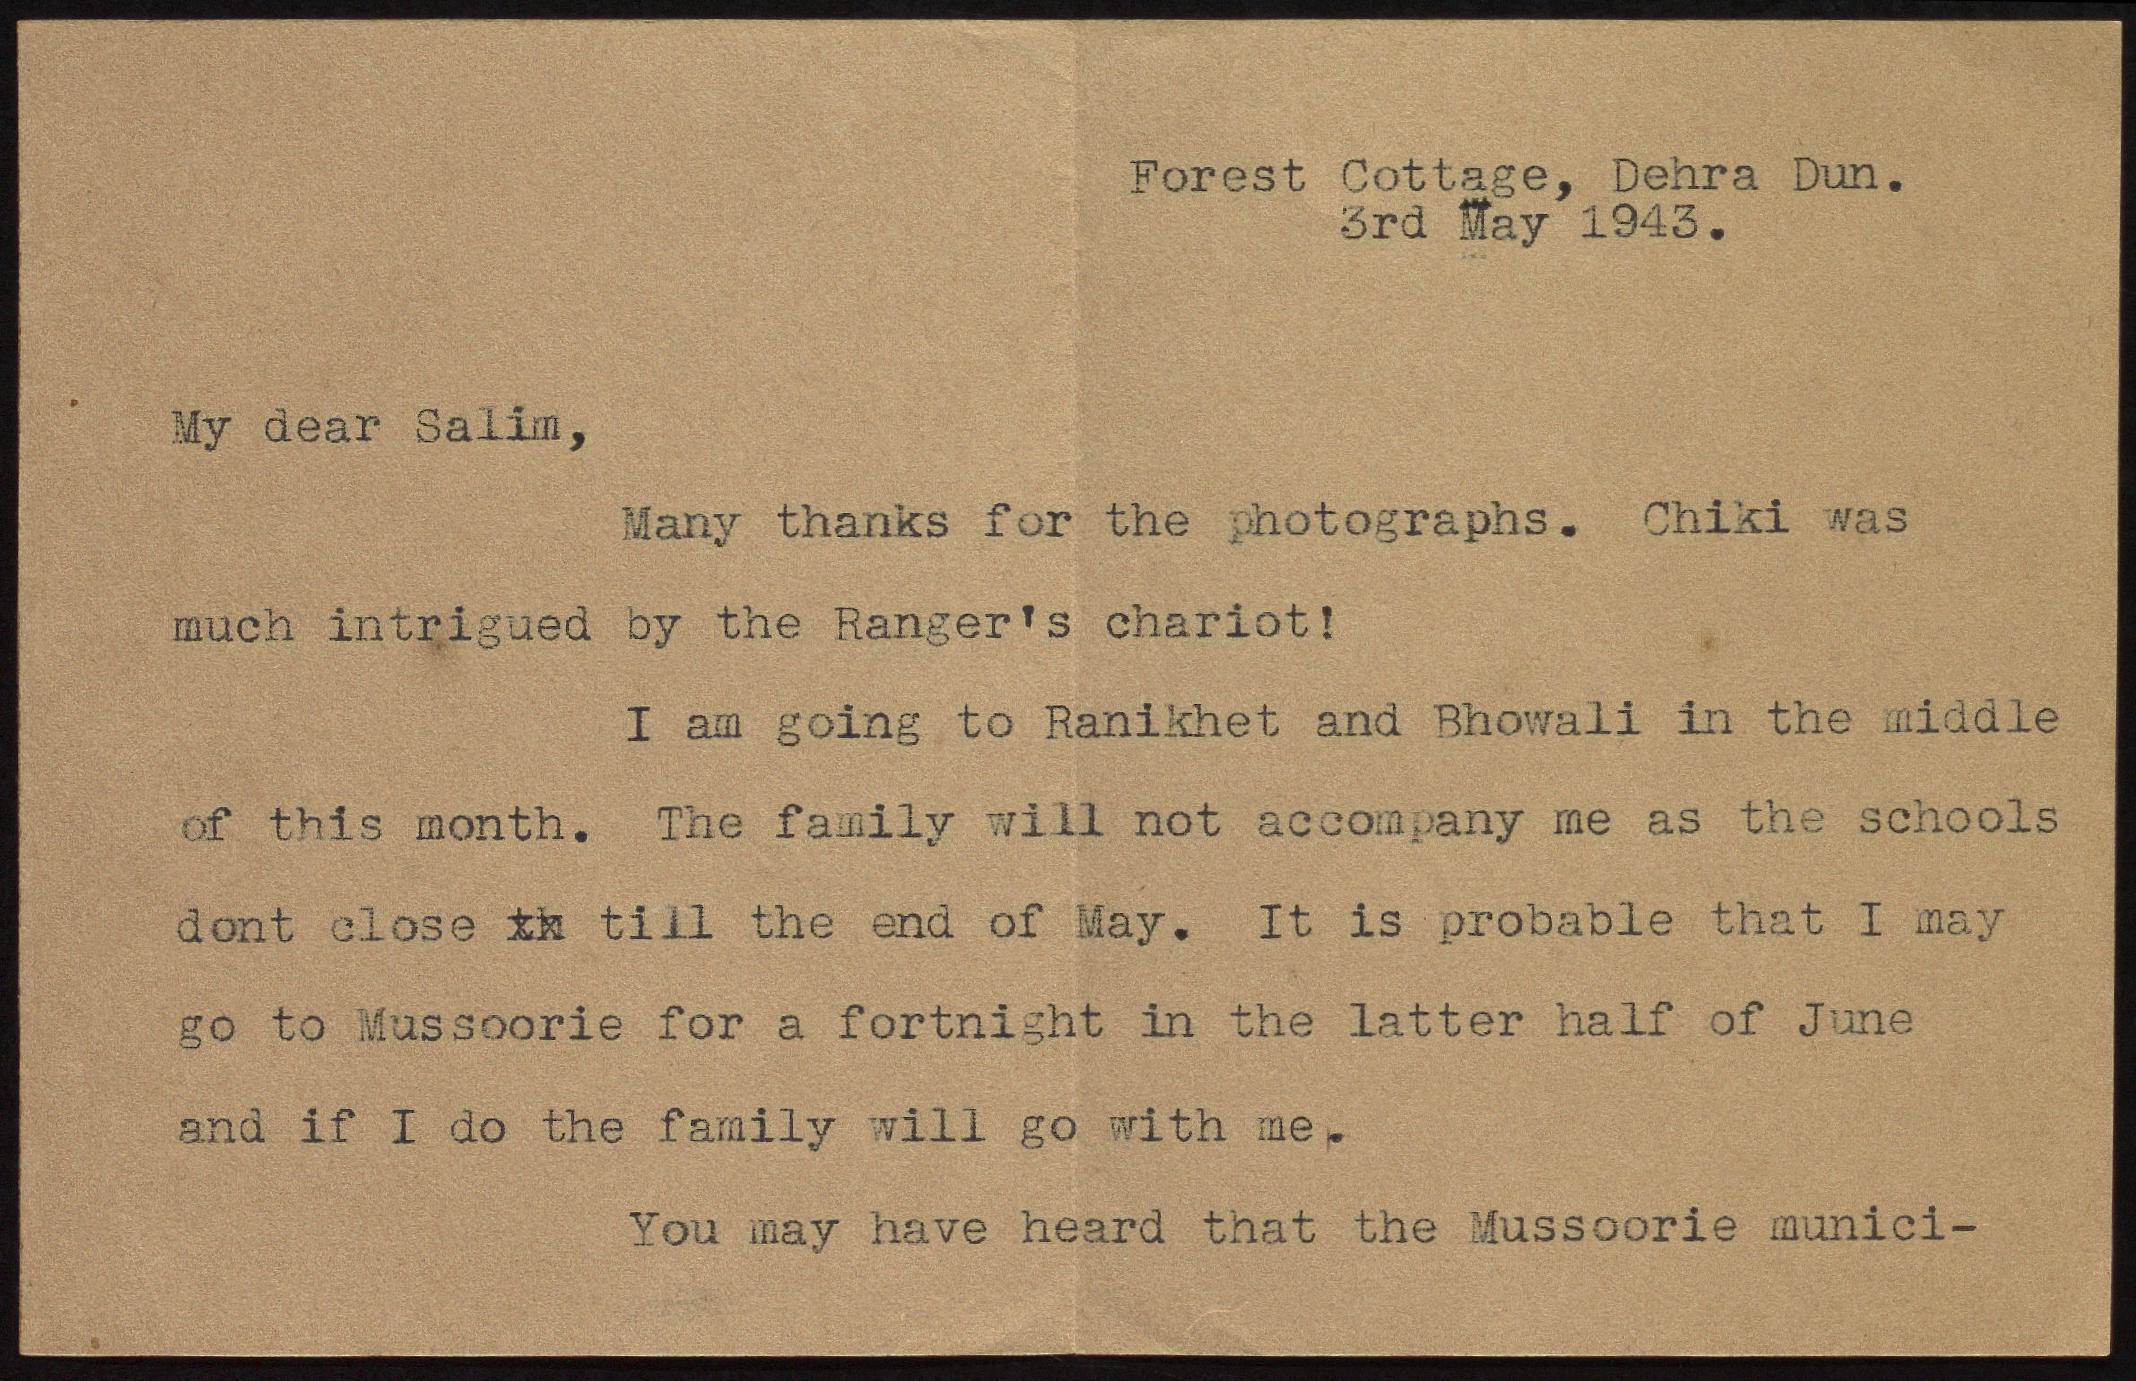 Forest Cottage, Dehra Dun.
3rd May 1943.
My dear Salim,
Many thanks for the photographs. Chiki was
much intrigued by the Ranger's chariot!
I am going to Ranikhet and Bhowali in the middle
of this month. The family will not accompany me as the schools
dont close till the end of May. It is probable that I may
go to Mussoorie for a fortnight in the latter half of June
and if I do the family will go with me.
You may have heard that the Mussoorie munici-